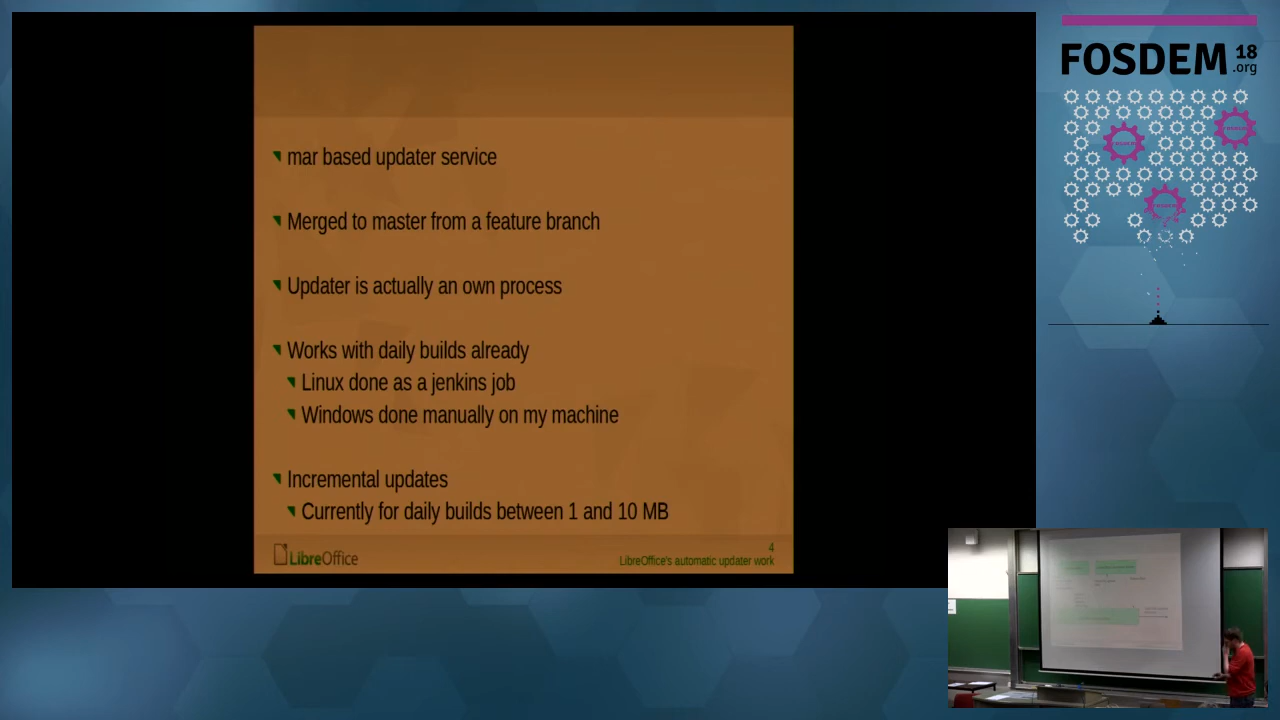 mar based updater service
Merged to master from a feature branch
Updater is actually an own process
Works with daily builds already
Linux done as a jenkins job
Windows done manually on my machine
Incremental updates
Currently for daily builds between 1 and 10 MB
LibreOffice
4
LibreOffice's automatic updater work
FOSDEM 18
.org